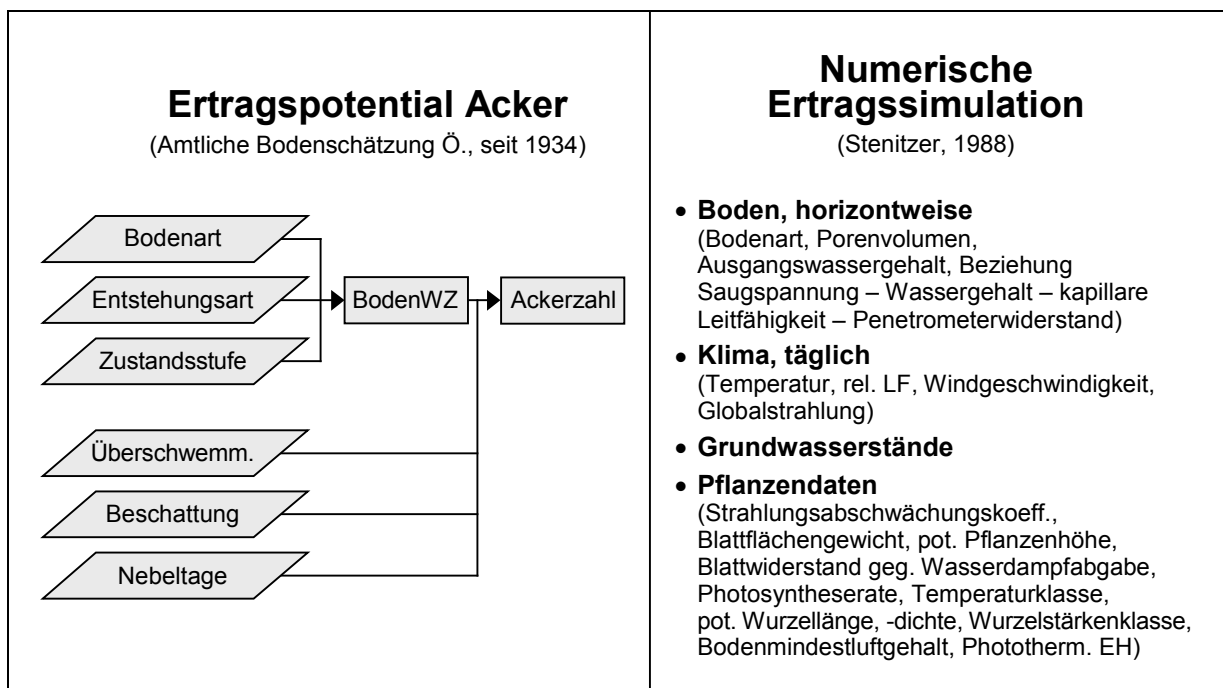 Ertragspotential Acker
(Amtliche Bodenschätzung Ö., seit 1934)
Bodenart
Entstehungsart
Zustandsstufe
BodenWZ
Ackerzahl
Überschwemm.
Beschattung
Nebeltage
Numerische
Ertragssimulation
(Stenitzer, 1988)
• Boden, horizontweise
(Bodenart, Porenvolumen,
Ausgangswassergehalt, Beziehung
Saugspannung – Wassergehalt – kapillare
Leitfähigkeit – Penetrometerwiderstand)
• Klima, täglich
(Temperatur, rel. LF, Windgeschwindigkeit,
Globalstrahlung)
• Grundwasserstände
• Pflanzendaten
(Strahlungsabschwächungskoeff.,
Blattflächengewicht, pot. Pflanzenhöhe,
Blattwiderstand geg. Wasserdampfabgabe,
Photosyntheserate, Temperaturklasse,
pot. Wurzellänge, -dichte, Wurzelstärkenklasse,
Bodenmindestluftgehalt, Phototherm. EH)